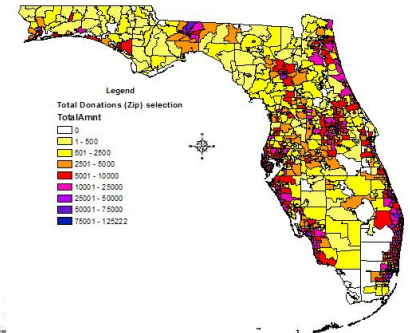 Legend
Total Donations (Zip) selection
TotalAmnt
0
1 - 500
501 - 2500
2501 - 5000
5001 - 10000
10001 - 25000
25001 - 50000
50001 - 75000
75001 - 125222